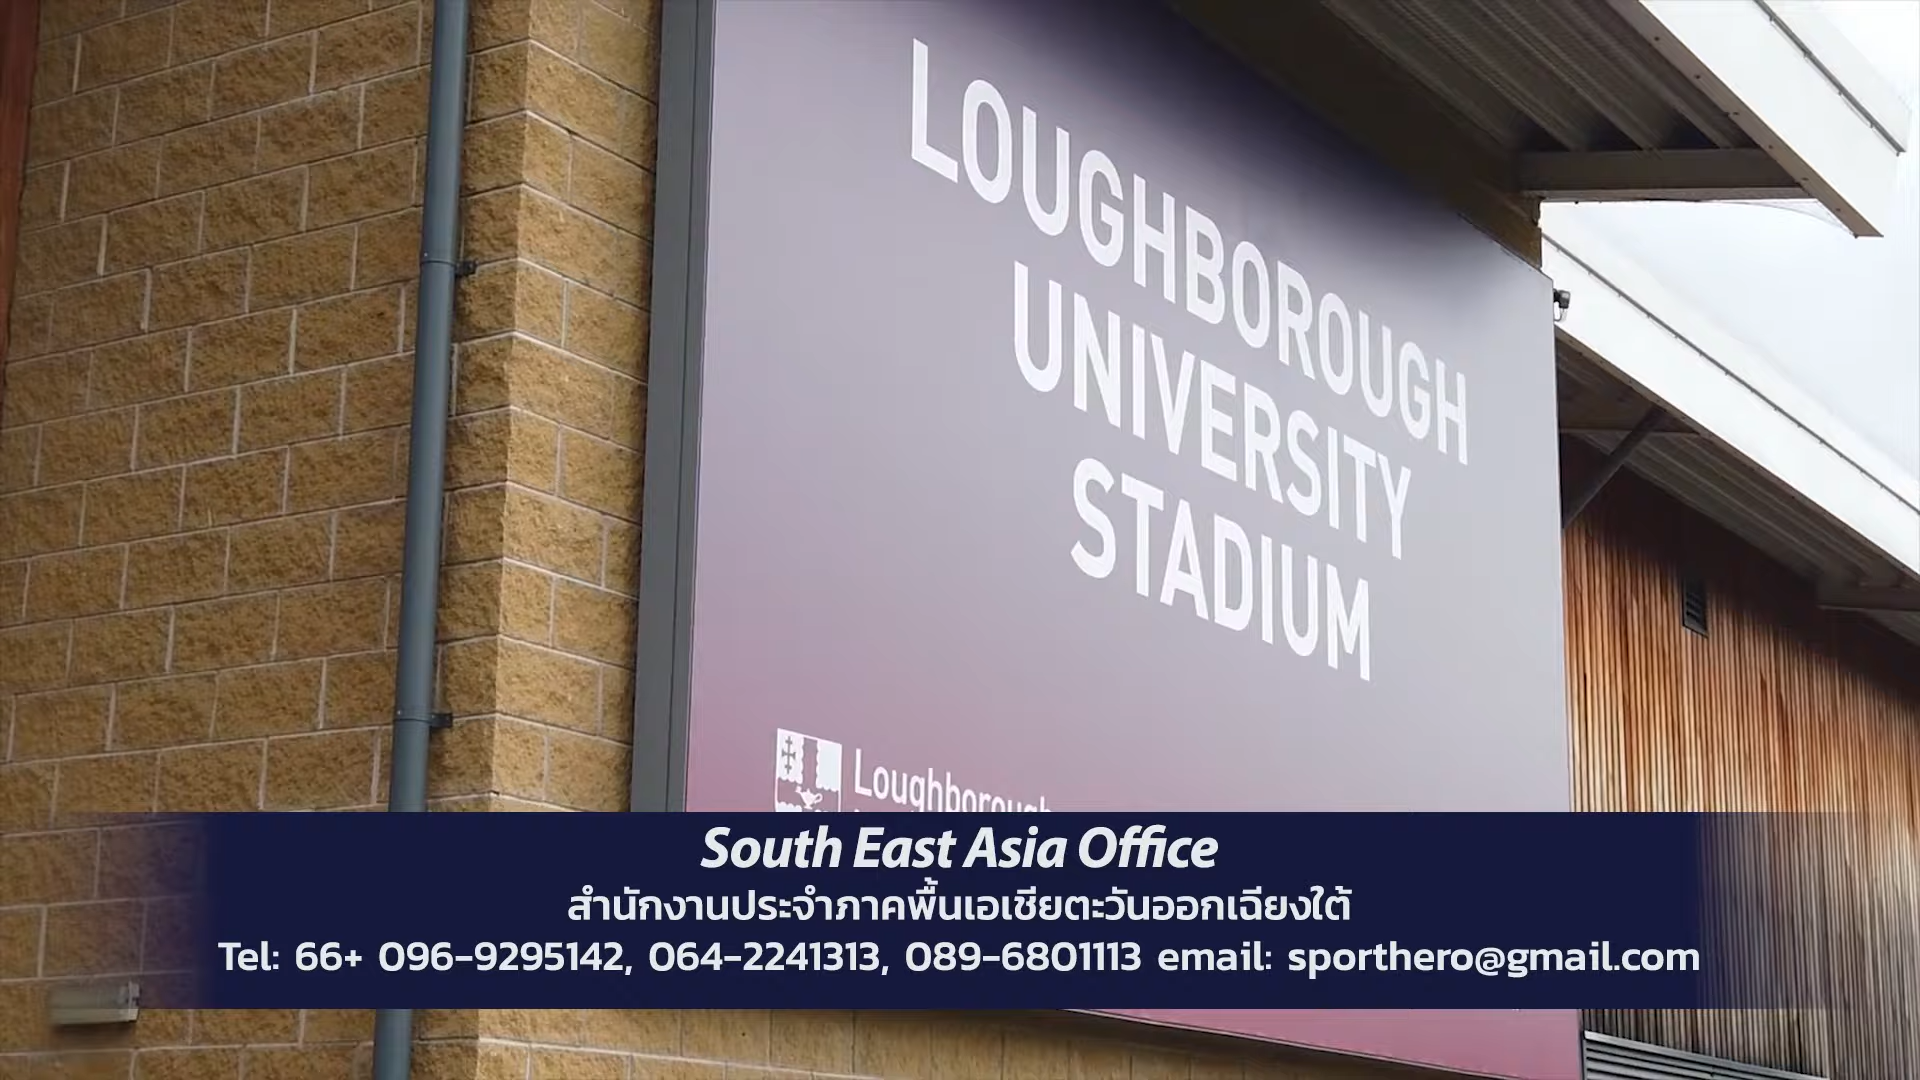 LOUGHBOROUGH
UNIVERSITY
STADIUM
Loughborough
South East Asia Office
สำนักงานประจำภาคพื้นเอเชียตะวันออกเฉียงใต้
Tel: 66+ 096-9295142, 064-2241313, 089-6801113 email: sporthero@gmail.com